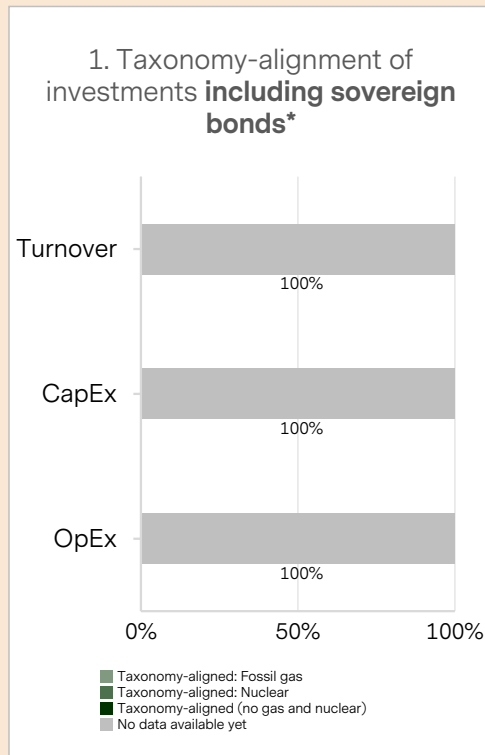 1. Taxonomy-alignment of
investments including sovereign
bonds*
Turnover
100%
CapEx
100%
OpEx
100%
0% 50% 100%
Taxonomy-aligned: Fossil gas
Taxonomy-aligned: Nuclear
Taxonomy-aligned (no gas and nuclear)
No data available yet